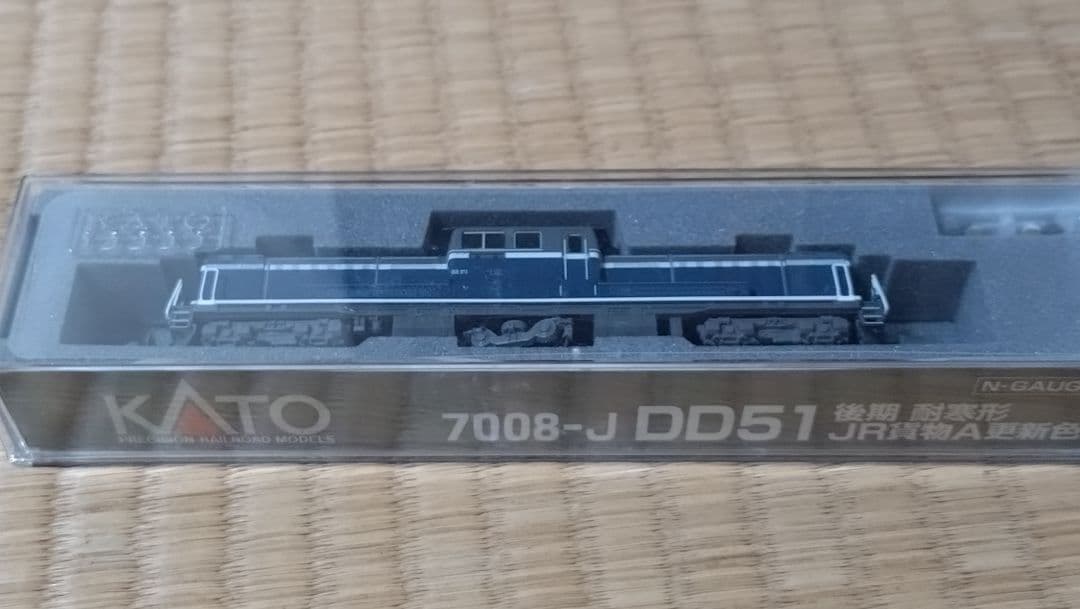 KATO
PRECISION RAILROAD MODELS
7008-J DD51 後期 耐寒形
JR貨物A更新色
N-GAUG